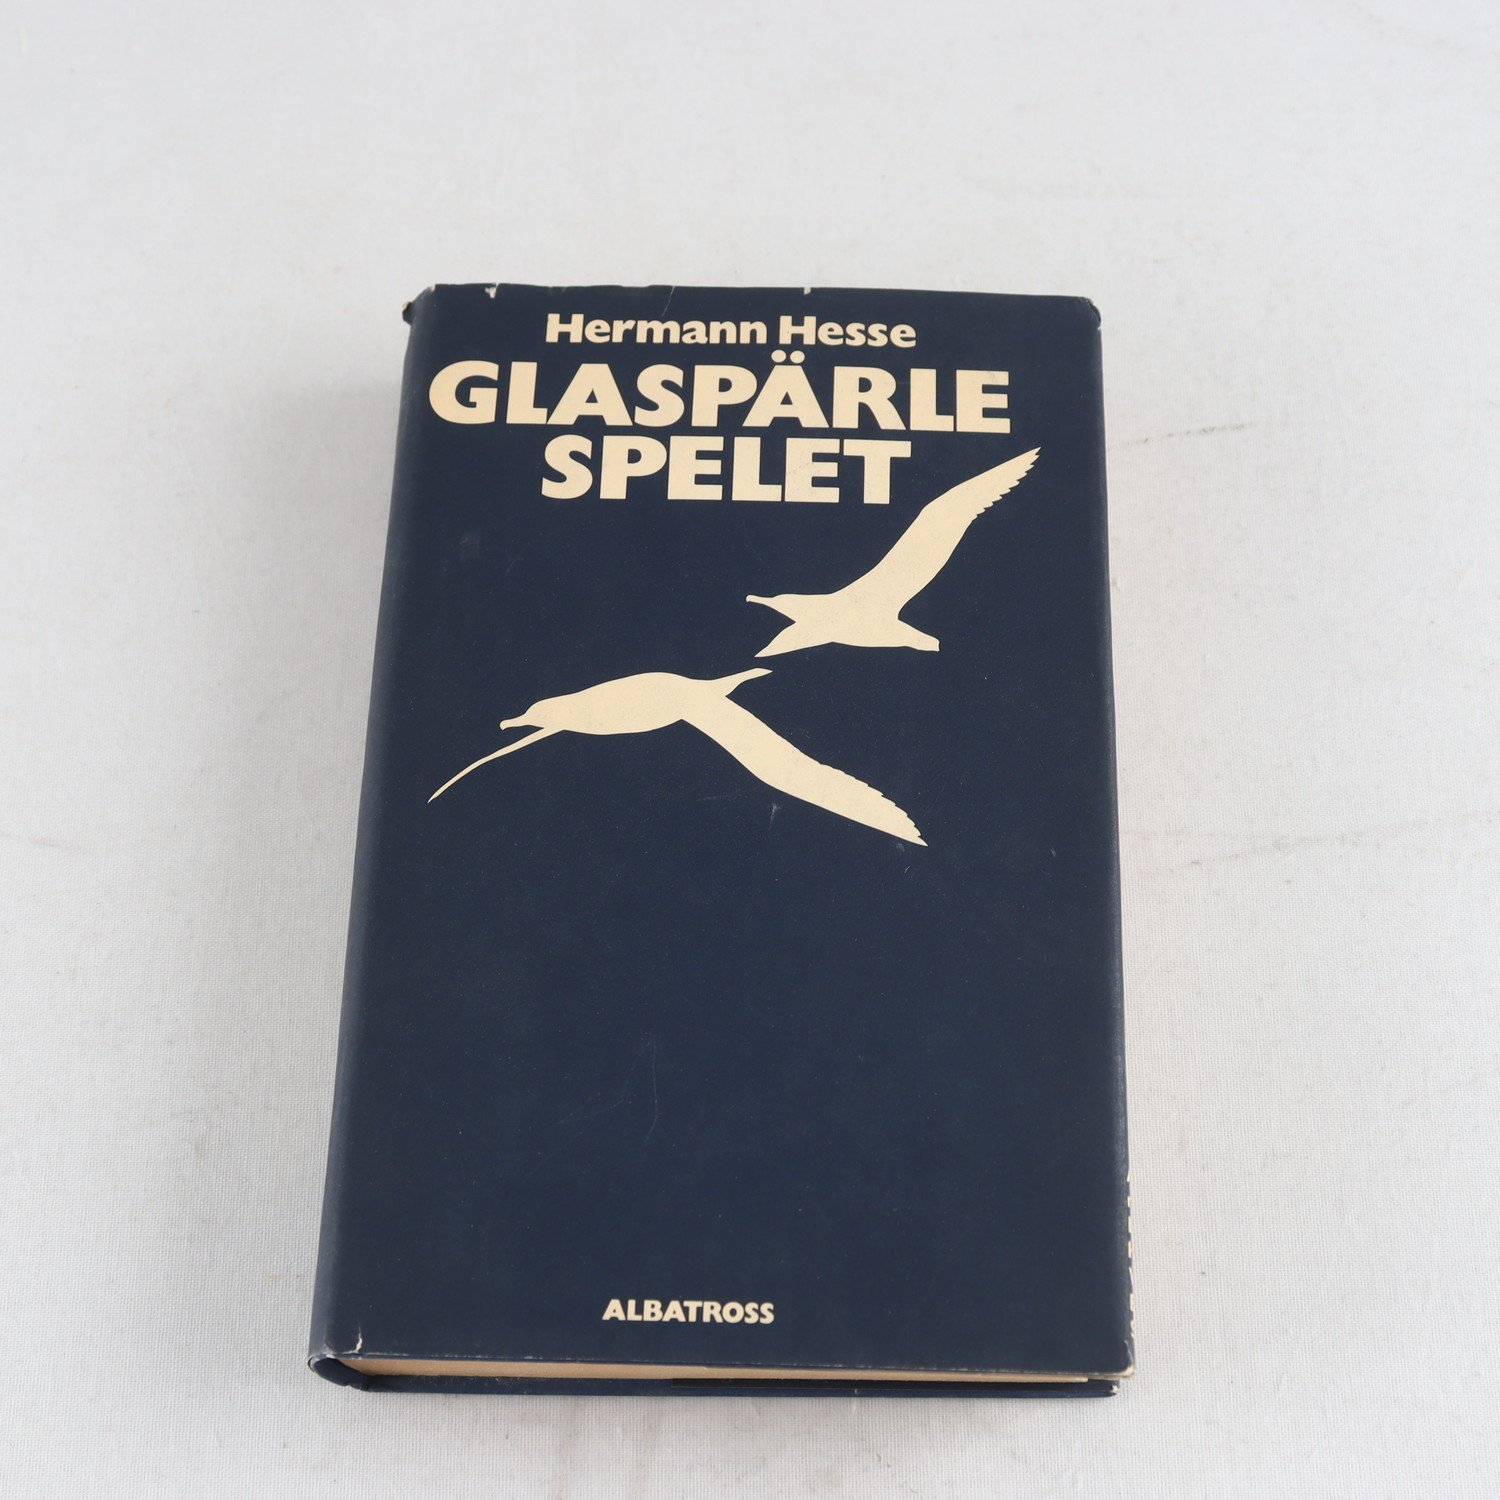 Hermann Hesse
GLASPÄRLE
SPELET
ALBATROSS